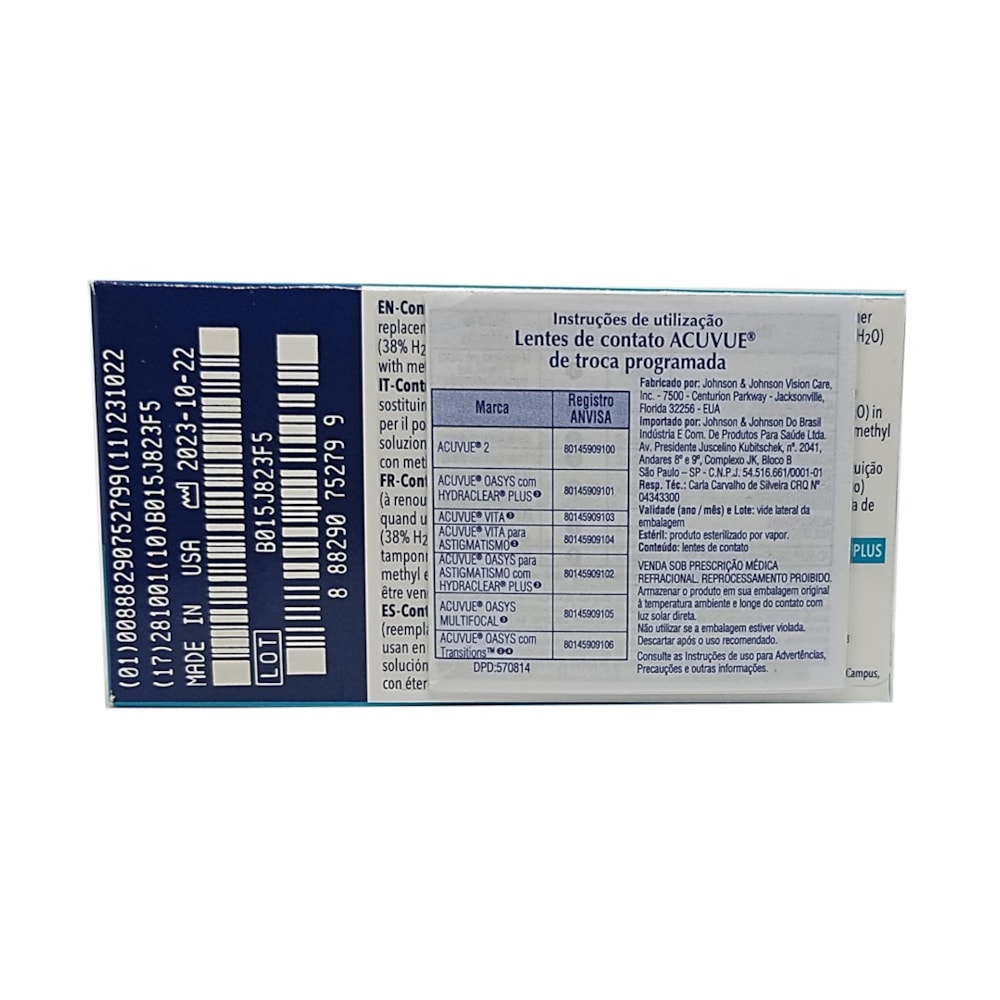 (01)00888290752799(11)231022
(17)281001(10)B015J823F5
MADE IN USA 2023-10-22
B015J823F5
LOT
8 88290 75279 9
EN-Con
replacer
(38% H2
with me
IT-Cont
sostituir
per il po
soluzion
con meti
FR-Cont
(à renou
quand u
(38% H2
tampon
methyl e
être ven
ES-Cont
(reempla
usan en
solución
con éter
Instruções de utilização
Lentes de contato ACUVUE®
de troca programada
Marca
Registro
ANVISA
ACUVUE® 2
80145909100
ACUVUE® OASYS com
HYDRACLEAR® PLUS
80145909101
ACUVUE® VITA
80145909103
ACUVUE® VITA para
ASTIGMATISMO
80145909104
ACUVUE® OASYS para
ASTIGMATISMO com
HYDRACLEAR® PLUS
80145909102
ACUVUE® OASYS
MULTIFOCAL
80145909105
ACUVUE® OASYS com
Transitions™
80145909106
DPD:570814
Fabricado por: Johnson & Johnson Vision Care,
Inc. - 7500 - Centurion Parkway - Jacksonville,
Florida 32256 - EUA
Importado por: Johnson & Johnson Do Brasil
Indústria E Com. De Produtos Para Saúde Ltda.
Av. Presidente Juscelino Kubitschek, nº. 2041,
Andares 8º e 9º, Complexo JK, Bloco B
São Paulo – SP - C.N.P.J. 54.516.661/0001-01
Resp. Téc.: Carla Carvalho de Silveira CRQ Nº
04343300
Validade (ano / mês) e Lote: vide lateral da
embalagem
Estéril: produto esterilizado por vapor.
Conteúdo: lentes de contato
VENDA SOB PRESCRIÇÃO MÉDICA
REFRACIONAL. REPROCESSAMENTO PROIBIDO.
Armazenar o produto em sua embalagem original
à temperatura ambiente e longe do contato com
luz solar direta.
Não utilizar se a embalagem estiver violada.
Descartar após o uso recomendado.
Consulte as Instruções de uso para Advertências,
Precauções e outras informações.
H2O)
O) in
methyl
uição
o)
a de
PLUS
Campus,